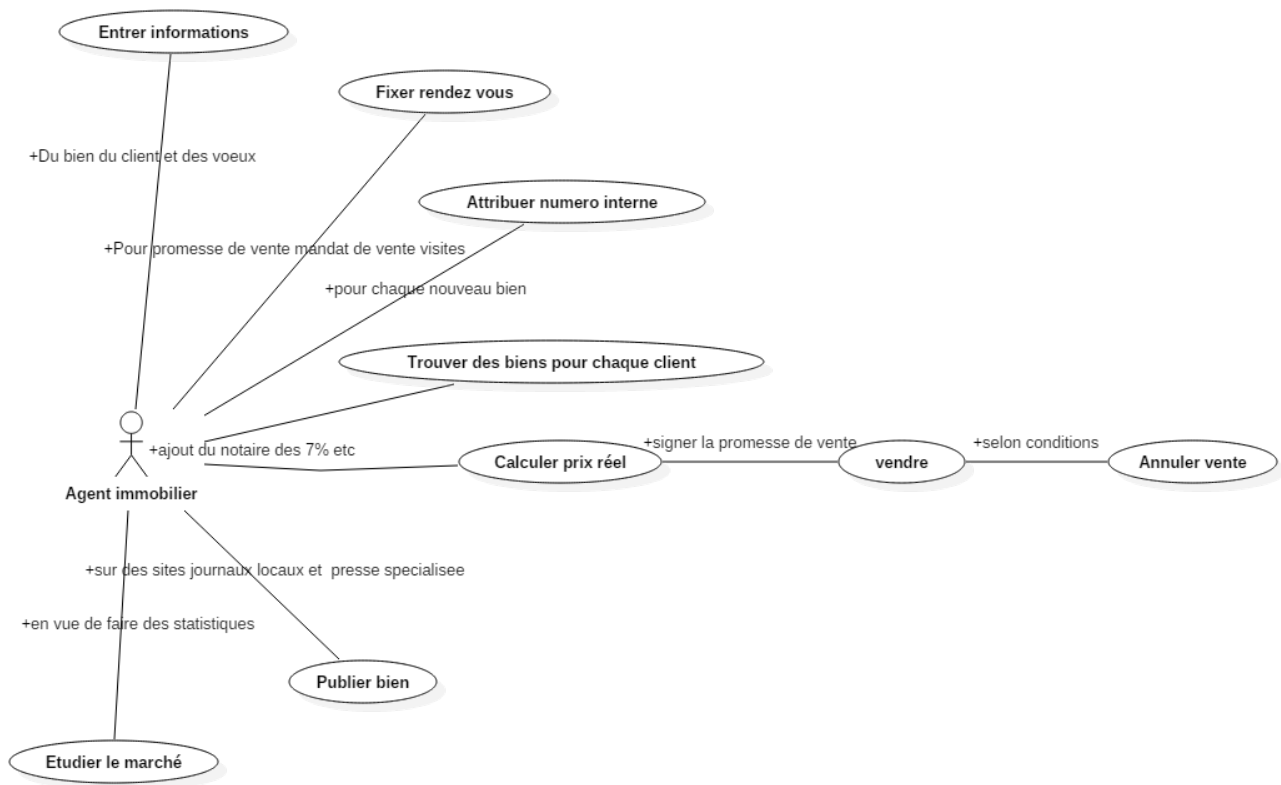 Entrer informations
Fixer rendez vous
+Du bien du client et des voeux
Attribuer numero interne
+Pour promesse de vente mandat de vente visites
+pour chaque nouveau bien
Trouver des biens pour chaque client
+ajout du notaire des 7% etc
+signer la promesse de vente
+selon conditions
Calculer prix réel
vendre
Annuler vente
Agent immobilier
+sur des sites journaux locaux et  presse specialisee
+en vue de faire des statistiques
Publier bien
Etudier le marché